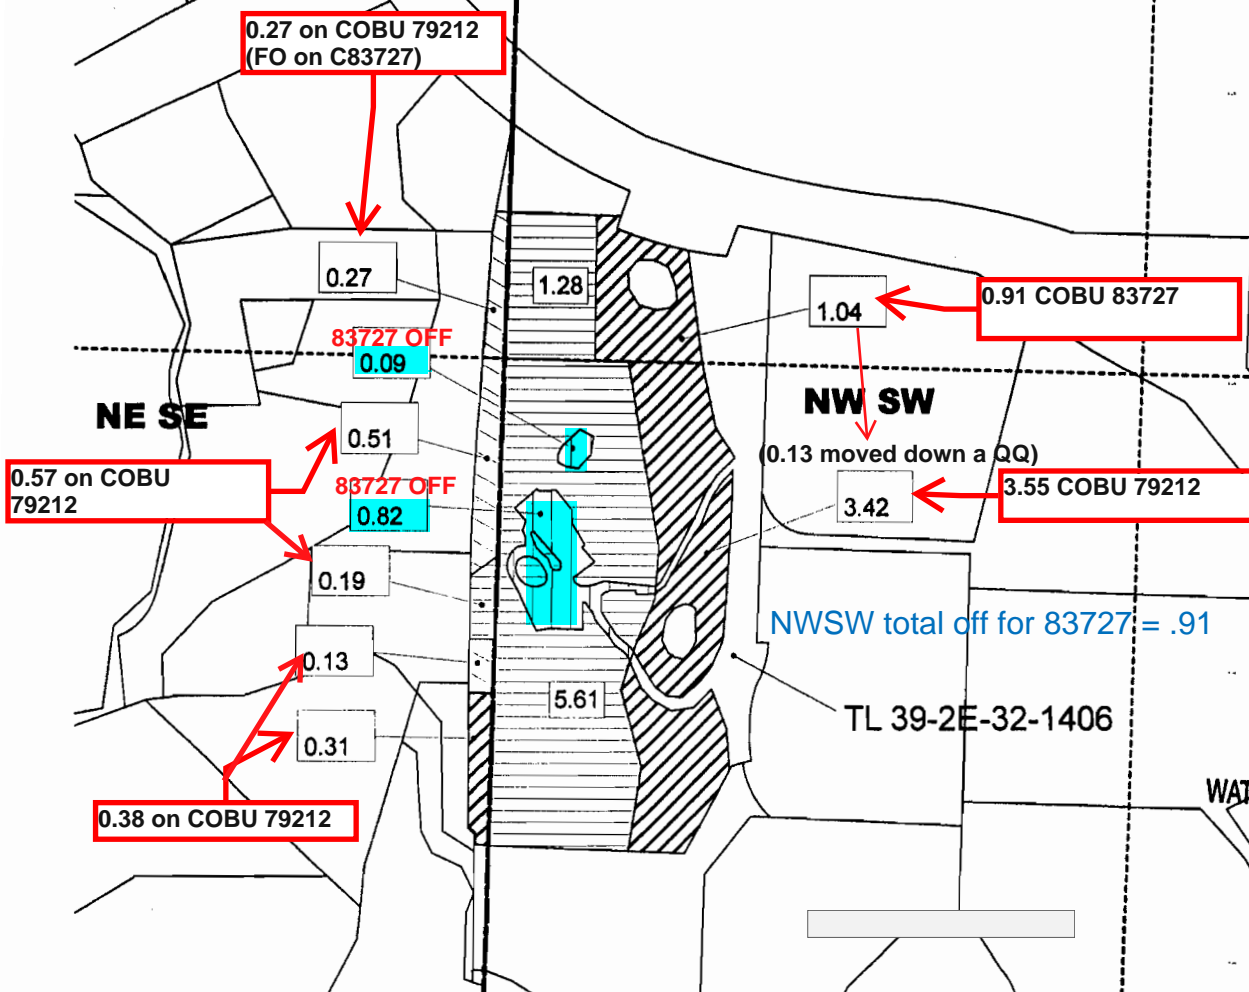 0.27 on COBU 79212
(FO on C83727)
0.27
1.28
1.04
0.91 COBU 83727
83727 OFF
0.09
NE SE
NW SW
0.51
(0.13 moved down a QQ)
0.57 on COBU
79212
83727 OFF
0.82
3.42
3.55 COBU 79212
0.19
NWSW total off for 83727 = .91
0.13
5.61
TL 39-2E-32-1406
0.31
WAT
0.38 on COBU 79212